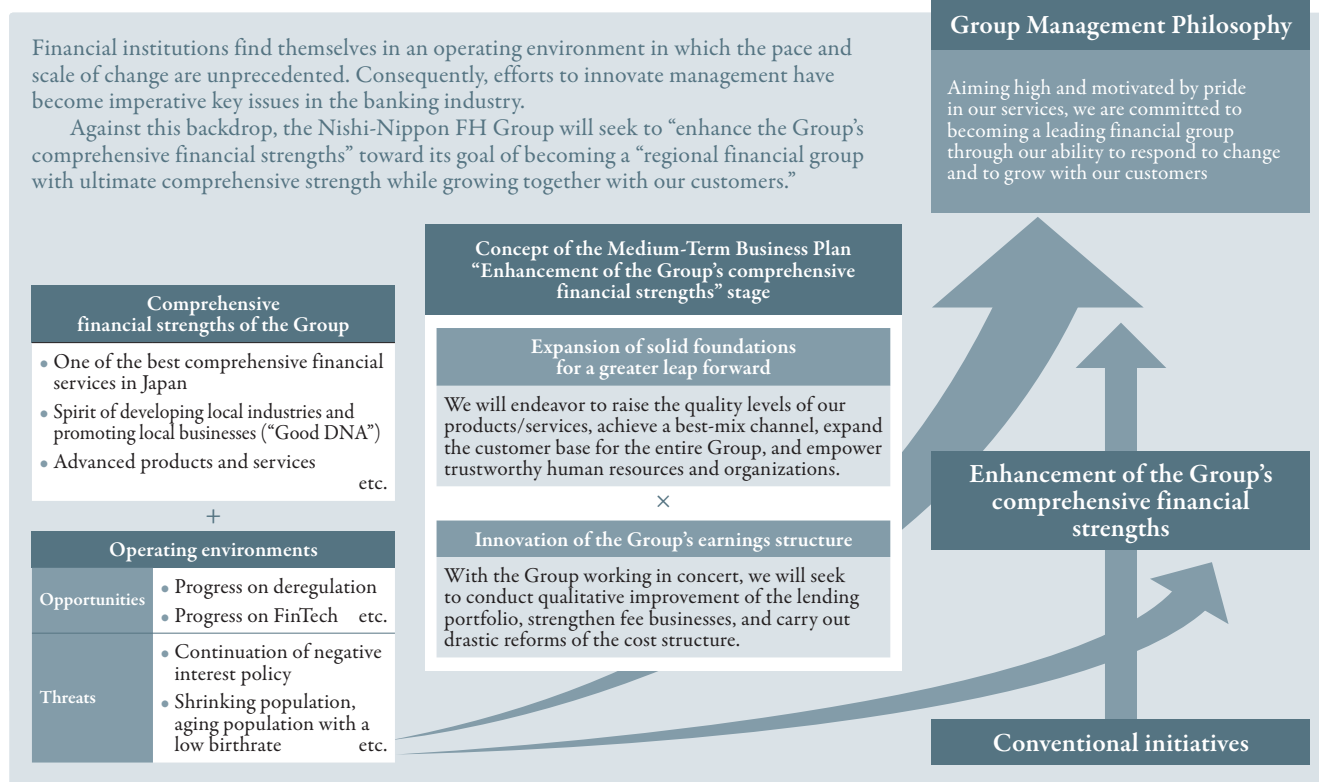 Financial institutions find themselves in an operating environment in which the pace and
scale of change are unprecedented. Consequently, efforts to innovate management have
become imperative key issues in the banking industry.
Against this backdrop, the Nishi-Nippon FH Group will seek to “enhance the Group’s
comprehensive financial strengths” toward its goal of becoming a “regional financial group
with ultimate comprehensive strength while growing together with our customers.”
Group Management Philosophy
Aiming high and motivated by pride
in our services, we are committed to
becoming a leading financial group
through our ability to respond to change
and to grow with our customers
Comprehensive
financial strengths of the Group
• One of the best comprehensive financial
services in Japan
• Spirit of developing local industries and
promoting local businesses (“Good DNA”)
• Advanced products and services
etc.
+
Operating environments
Opportunities
• Progress on deregulation
• Progress on FinTech etc.
Threats
• Continuation of negative
interest policy
• Shrinking population,
aging population with a
low birthrate etc.
Concept of the Medium-Term Business Plan
“Enhancement of the Group’s comprehensive
financial strengths” stage
Expansion of solid foundations
for a greater leap forward
We will endeavor to raise the quality levels of our
products/services, achieve a best-mix channel, expand
the customer base for the entire Group, and empower
trustworthy human resources and organizations.
×
Innovation of the Group’s earnings structure
With the Group working in concert, we will seek
to conduct qualitative improvement of the lending
portfolio, strengthen fee businesses, and carry out
drastic reforms of the cost structure.
Enhancement of the Group’s
comprehensive financial
strengths
Conventional initiatives